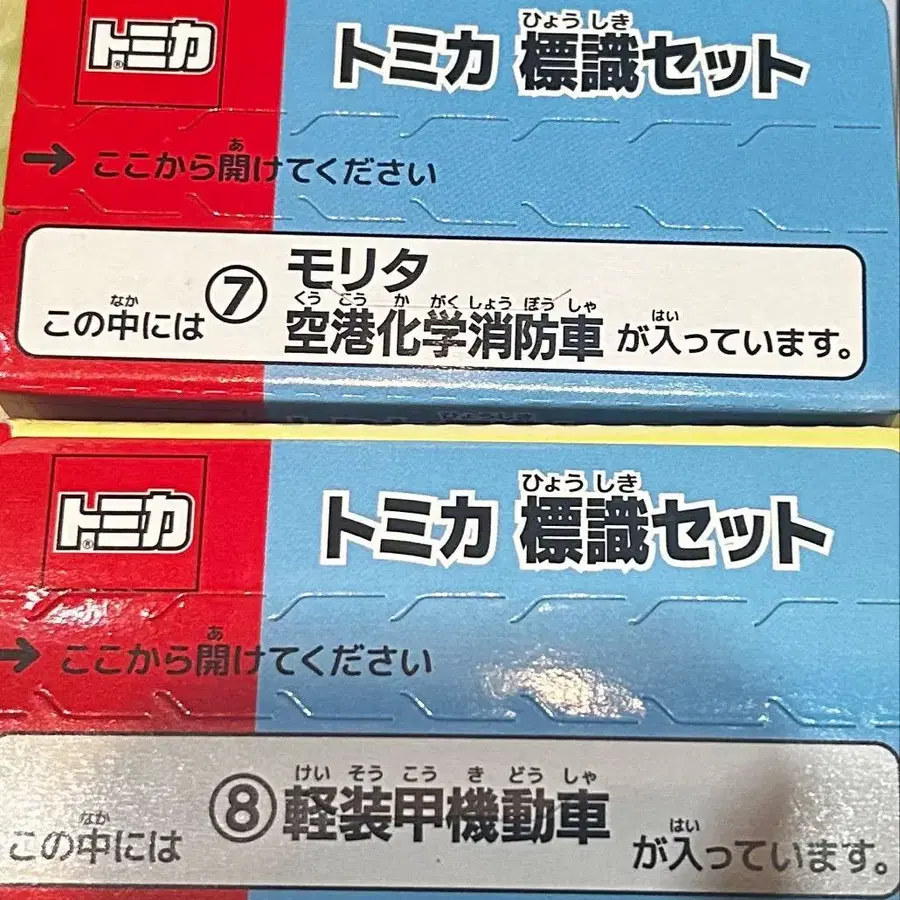 トミカ®
トミカ 標識セット
ひょうしき
→ ここから開けてください
あ
モリタ
この中には ⑦ 空港化学消防車 が入っています。
なか くうこうかがくしょうぼうしゃ はい
ひょうしき
トミカ®
トミカ 標識セット
ひょうしき
→ ここから開けてください
あ
この中には ⑧ 軽装甲機動車 が入っています。
なか けいそうこうきどうしゃ はい